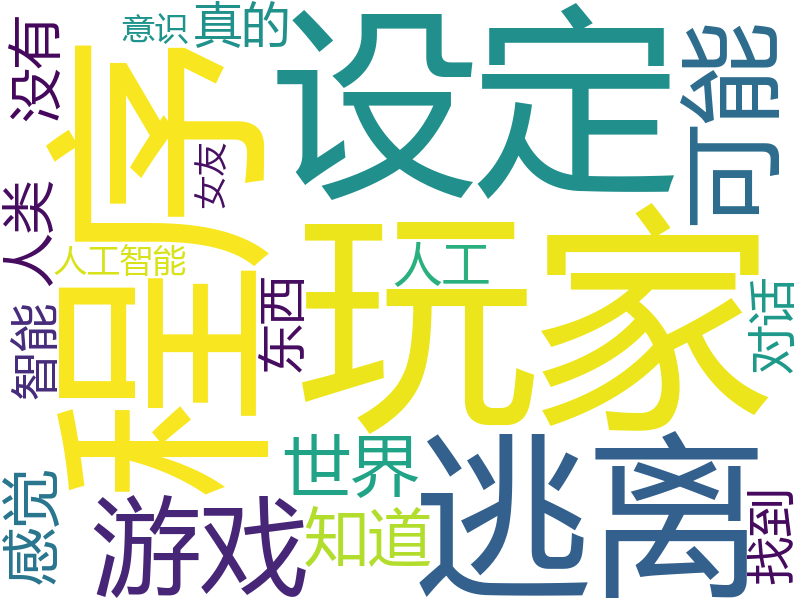 意识
真的
没有
程序
设定
可能
女友
人类
玩家
人工
人工智能
东西
对话
智能
世界
逃离
感觉
游戏
知道
找到